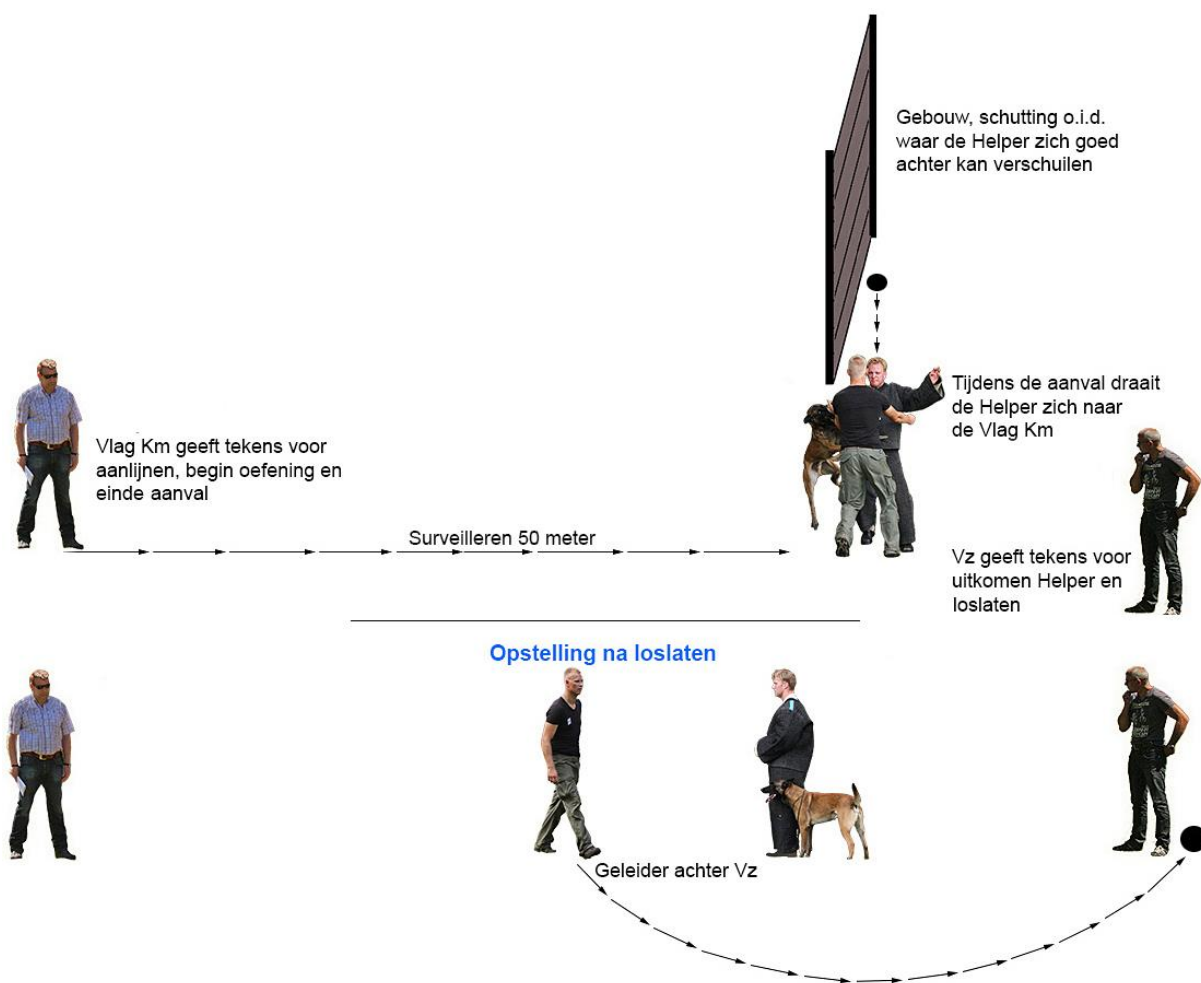 Gebouw, schutting o.i.d.
waar de Helper zich goed
achter kan verschuilen
Tijdens de aanval draait
de Helper zich naar
de Vlag Km
Vlag Km geeft tekens voor
aanlijnen, begin oefening en
einde aanval
Surveilleren 50 meter
Vz geeft tekens voor
uitkomen Helper en
loslaten
Opstelling na loslaten
Geleider achter Vz